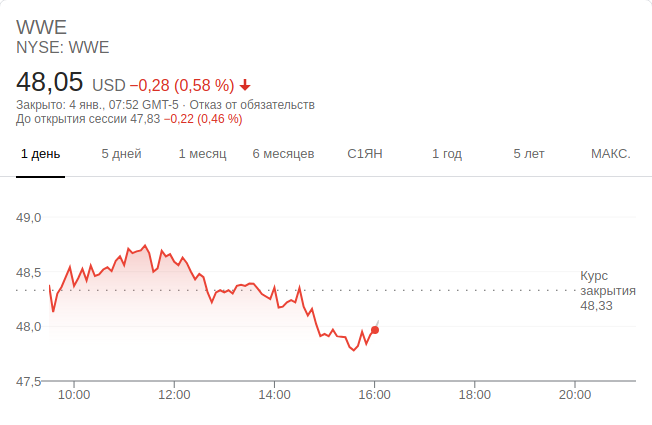 WWE
NYSE: WWE
48,05 USD −0,28 (0,58 %)
Закрыто: 4 янв., 07:52 GMT-5 · Отказ от обязательств
До открытия сессии 47,83 −0,22 (0,46 %)
1 день 5 дней 1 месяц 6 месяцев С1ЯН 1 год 5 лет МАКС.
49,0
48,5
Курс
закрытия
48,33
48,0
47,5
10:00 12:00 14:00 16:00 18:00 20:00